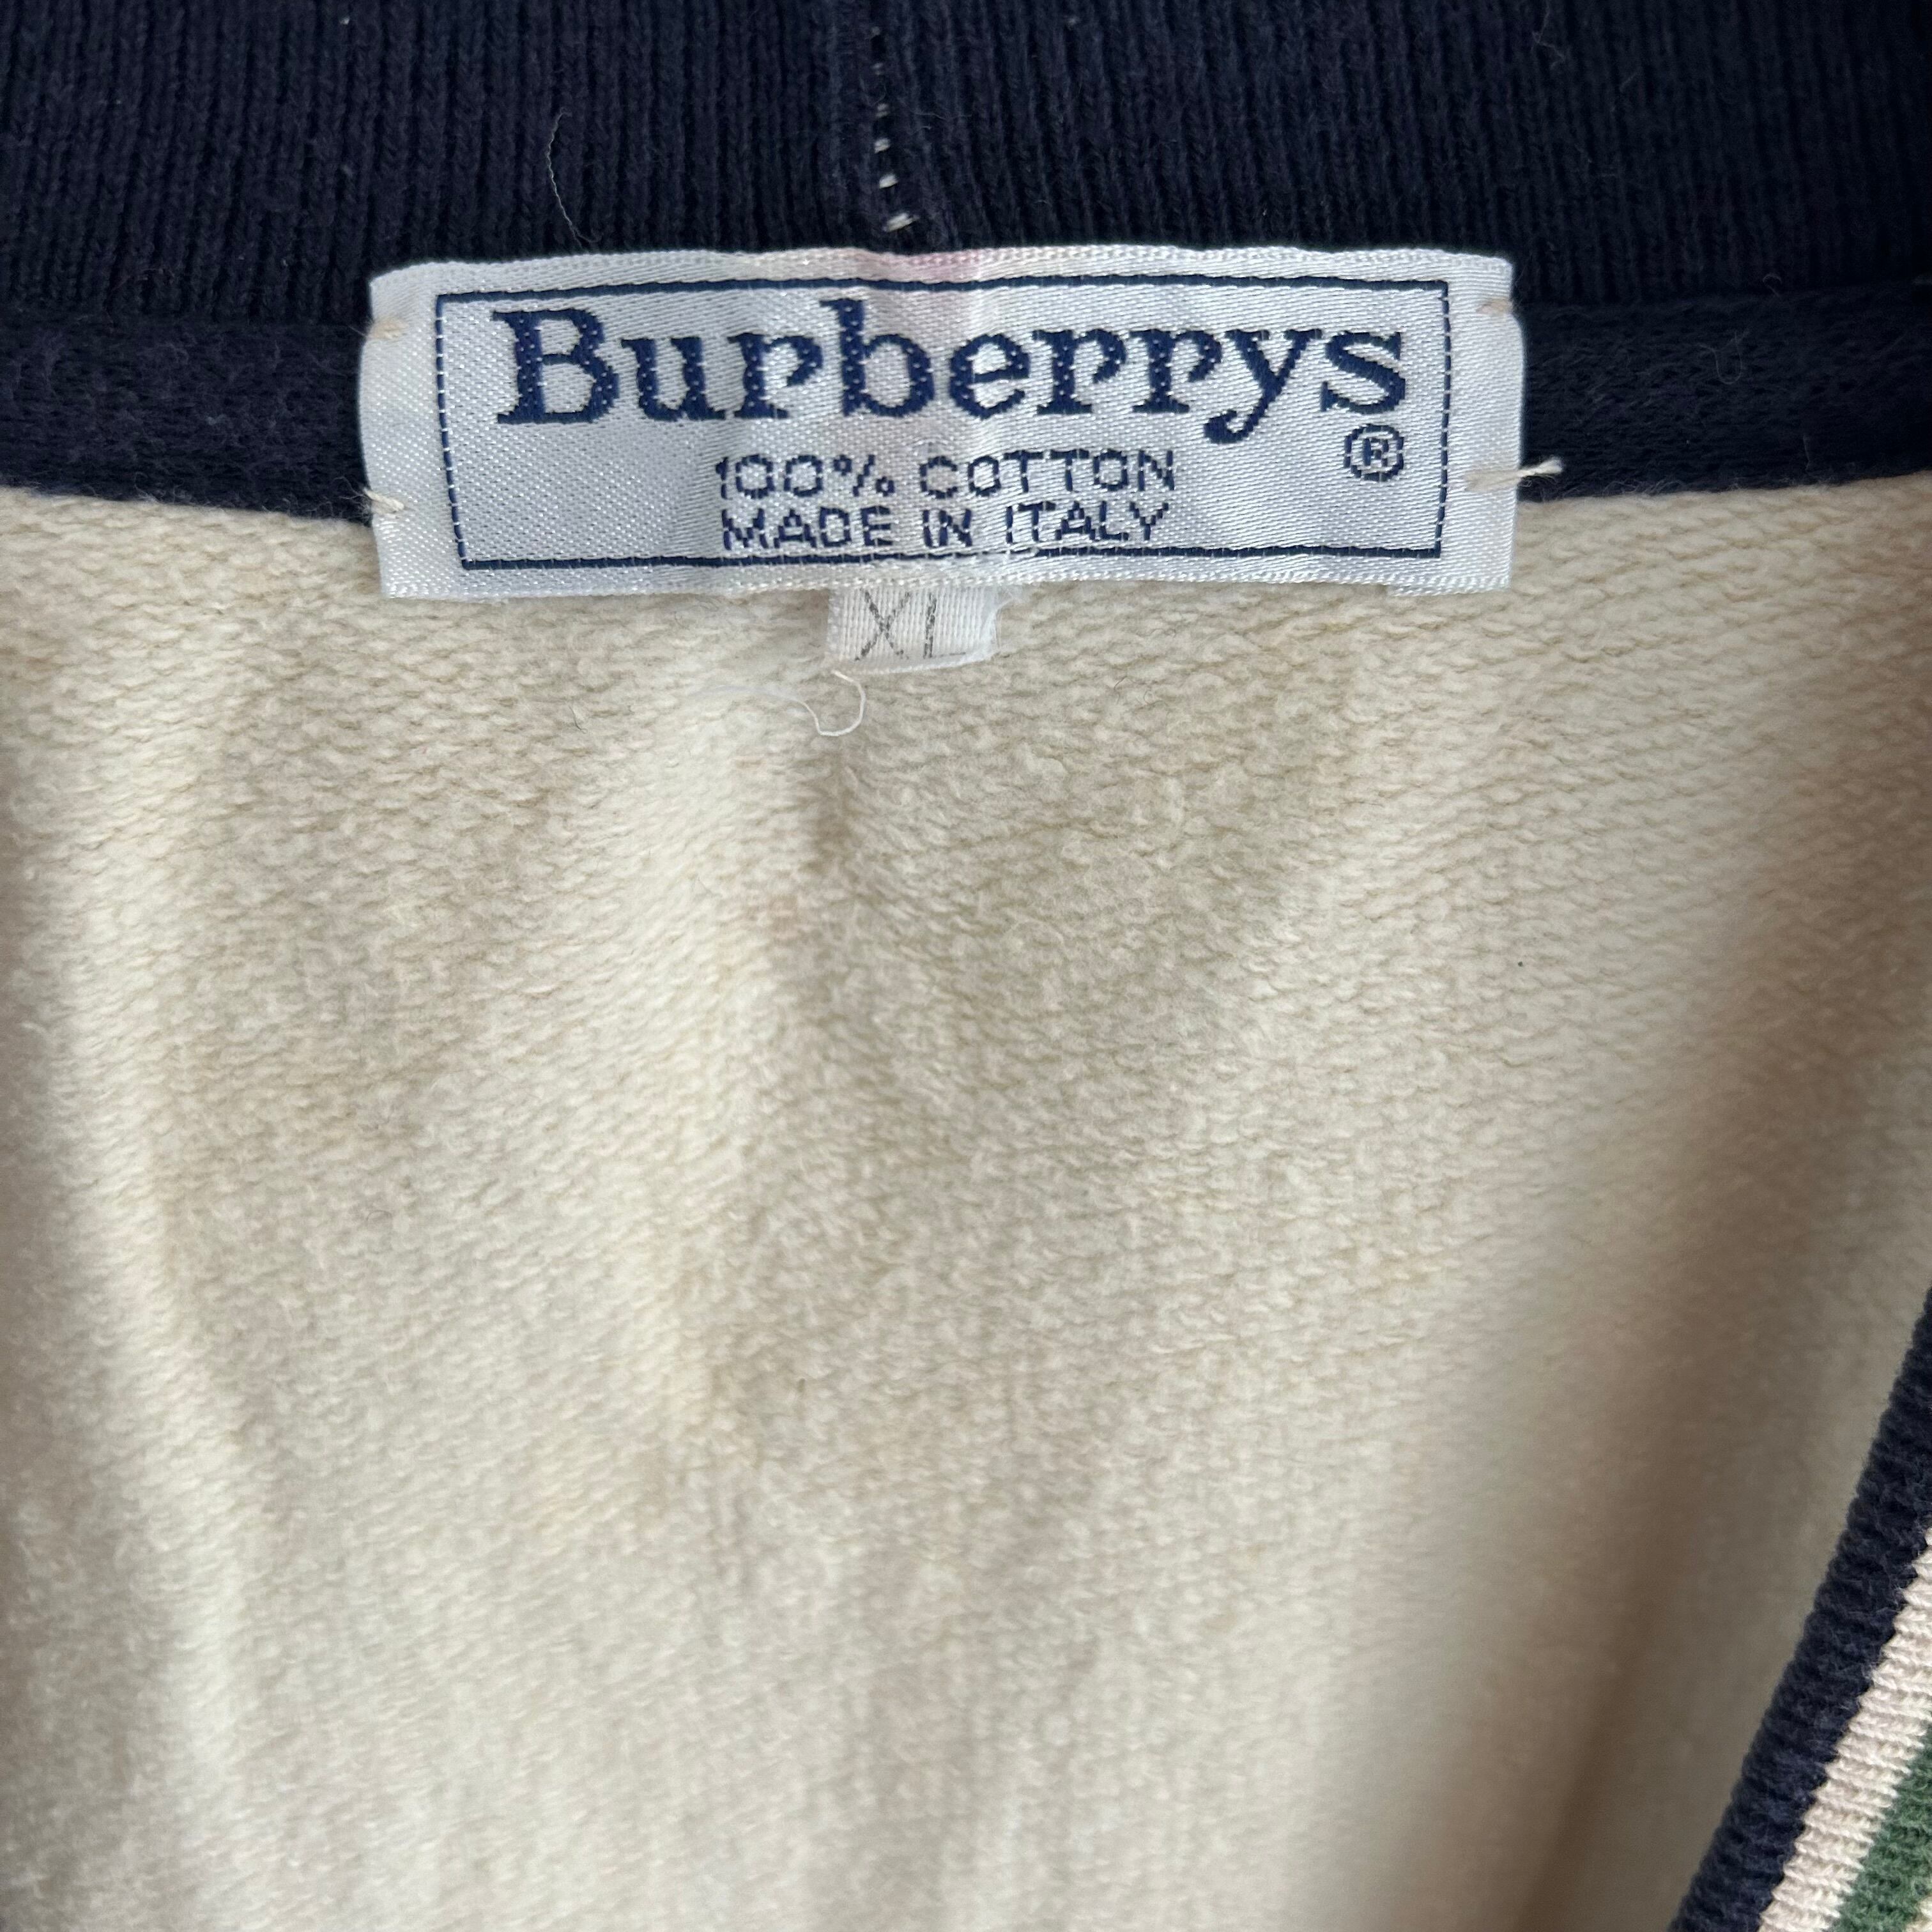 Burberrys
®
100% COTTON
MADE IN ITALY
XL